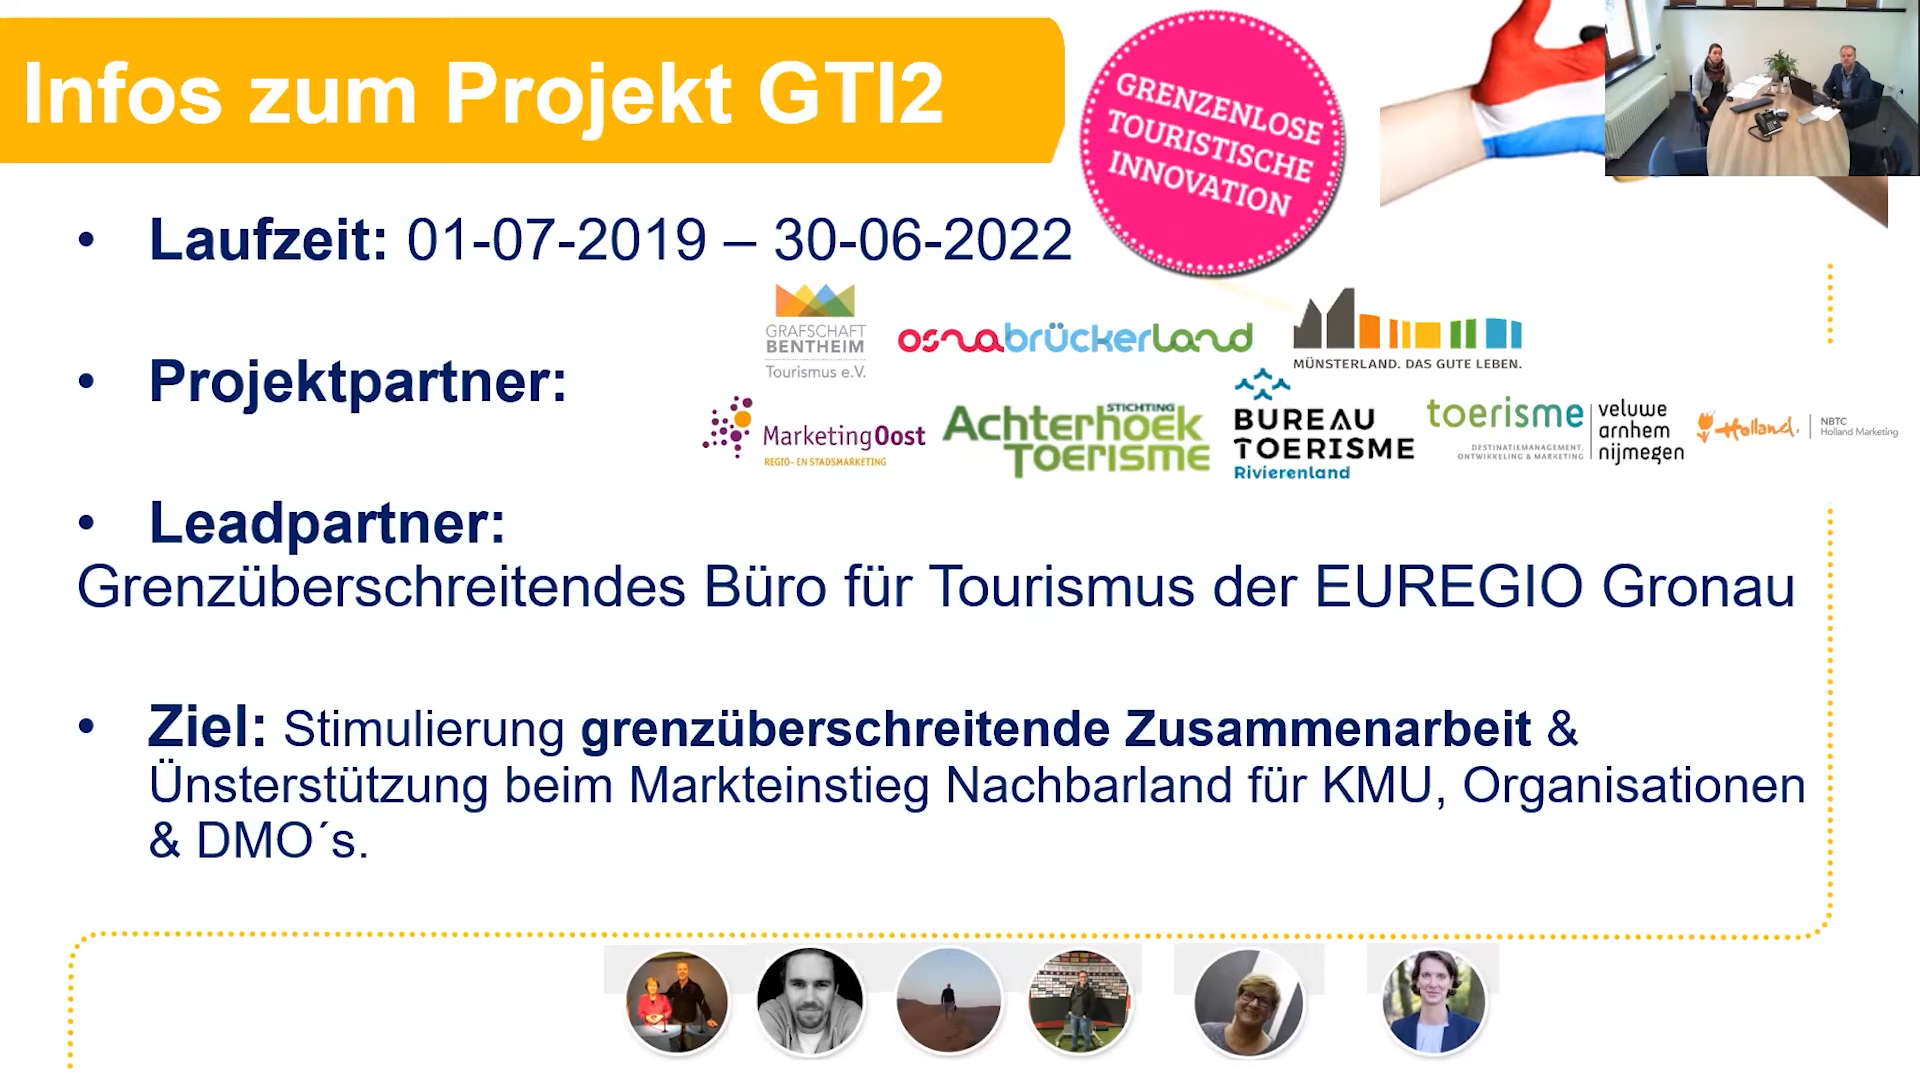 Infos zum Projekt GTI2
GRENZENLOSE
TOURISTISCHE
INNOVATION
• Laufzeit: 01-07-2019 – 30-06-2022
GRAFSCHAFT
BENTHEIM
Tourismus e.V.
osnabrückerland
MÜNSTERLAND. DAS GUTE LEBEN.
• Projektpartner:
MarketingOost
REGIO- EN STADSMARKETING
STICHTING
Achterhoek
Toerisme
BUREAU
TOERISME
Rivierenland
toerisme
DESTINATIEMANAGEMENT,
ONTWIKKELING & MARKETING
veluwe
arnhem
nijmegen
Holland.
NBTC
Holland Marketing
• Leadpartner:
Grenzüberschreitendes Büro für Tourismus der EUREGIO Gronau
• Ziel: Stimulierung grenzüberschreitende Zusammenarbeit &
Ünsterstützung beim Markteinstieg Nachbarland für KMU, Organisationen
& DMO´s.